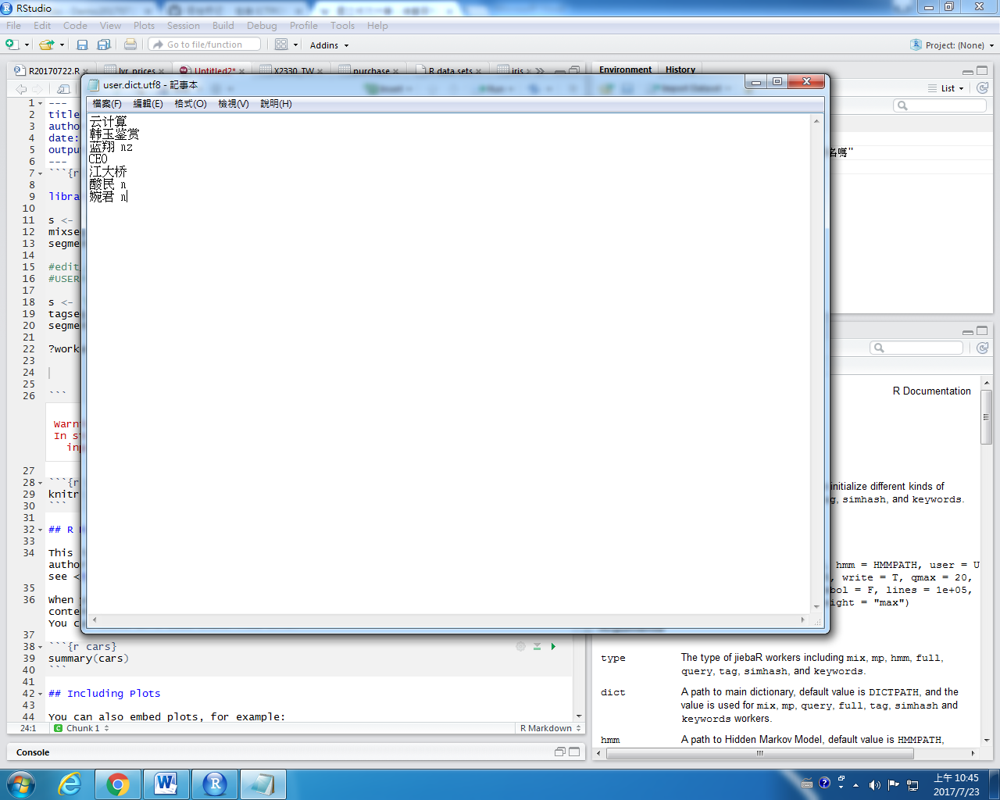 RStudio
File Edit Code View Plots Session Build Debug Profile Tools Help
Go to file/function Addins Project: (None)
R20170722.R lvr_prices Untitled2* X2330_TW purchase R data sets iris
Environment History
List
user.dict.utf8 - 記事本
檔案(F) 編輯(E) 格式(O) 檢視(V) 說明(H)
云计算
韩玉鉴赏
蓝翔 nz
CEO
江大桥
酸民 n
婉君 n
1 ---
2 title
3 autho
4 date:
5 outpu
6 ---
7 ```{r
8
9 libra
10
11 s <-
12 mixse
13 segme
14
15 #edit
16 #USER
17
18 s <-
19 tagse
20 segme
21
22 ?work
23
24
25
26 ```
Warn
In s
inp
27
28 ```{r
29 knitr
30 ```
31
32 ## R
33
34 This
autho
see <
35
36 When
conte
You c
37
38 ```{r cars}
39 summary(cars)
40 ```
41
42 ## Including Plots
43
44 You can also embed plots, for example:
24:1 Chunk 1 R Markdown
Console
名嗎"
R Documentation
initialize different kinds of
g, simhash, and keywords.
hmm = HMMPATH, user = U
, write = T, qmax = 20,
bol = F, lines = 1e+05,
ight = "max")
type The type of jiebaR workers including mix, mp, hmm, full,
query, tag, simhash, and keywords.
dict A path to main dictionary, default value is DICTPATH, and the
value is used for mix, mp, query, full, tag, simhash and
keywords workers.
hmm A path to Hidden Markov Model, default value is HMMPATH,
上午 10:45
2017/7/23